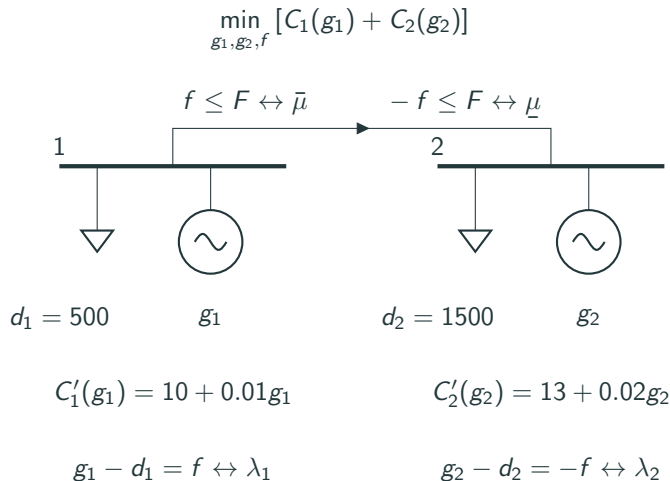 min [C₁(g₁) + C₂(g₂)]
g₁,g₂,f
f ≤ F ↔ μ̄ − f ≤ F ↔ μ̲
1 2
d₁ = 500 g₁ d₂ = 1500 g₂
C′₁(g₁) = 10 + 0.01g₁ C′₂(g₂) = 13 + 0.02g₂
g₁ − d₁ = f ↔ λ₁ g₂ − d₂ = −f ↔ λ₂